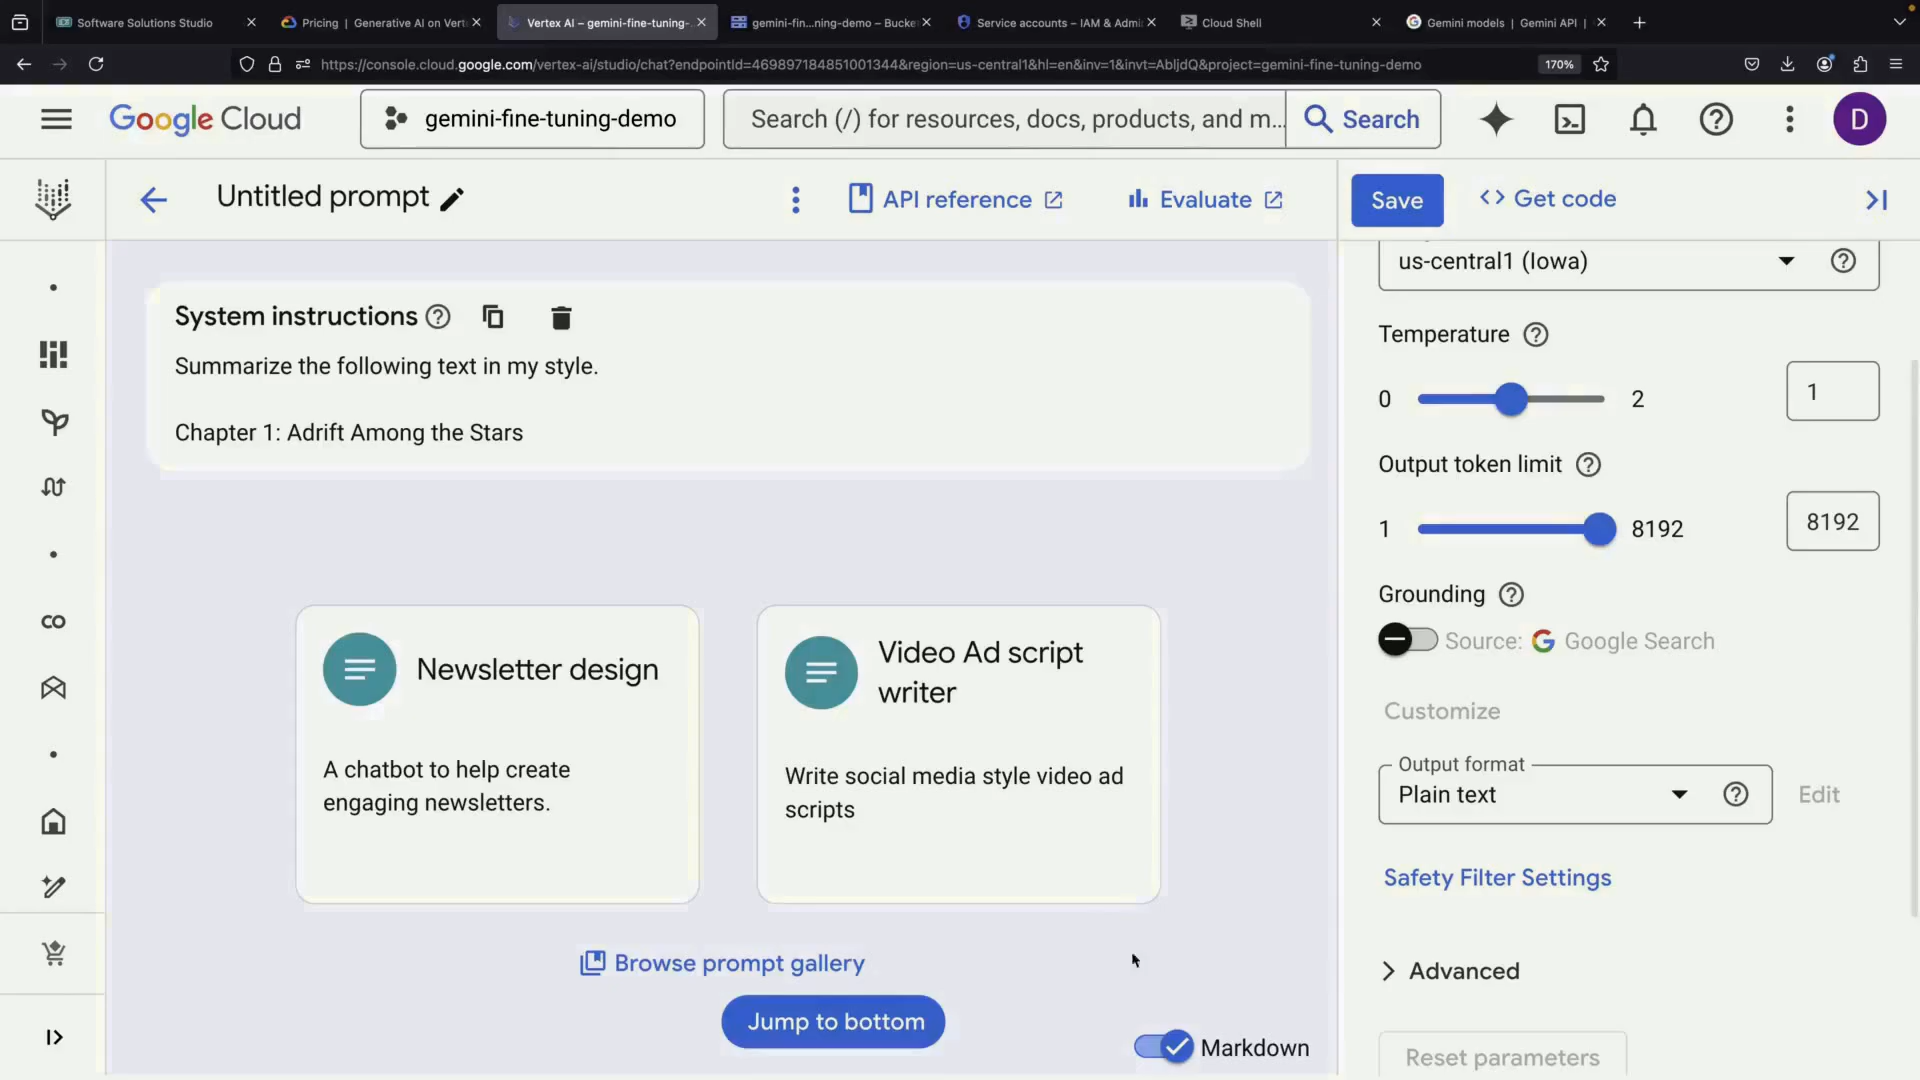 Software Solutions Studio
Pricing | Generative AI on Vert
Vertex AI – gemini-fine-tuning-
gemini-fin...ning-demo – Bucke
Service accounts – IAM & Admi
Cloud Shell
Gemini models | Gemini API |
https://console.cloud.google.com/vertex-ai/studio/chat?endpointId=469897184851001344&region=us-central1&hl=en&inv=1&invt=AbljdQ&project=gemini-fine-tuning-demo
170%
Google Cloud
gemini-fine-tuning-demo
Search (/) for resources, docs, products, and m...
Search
D
Untitled prompt
API reference
Evaluate
Save
Get code
System instructions
Summarize the following text in my style.
Chapter 1: Adrift Among the Stars
Newsletter design
A chatbot to help create
engaging newsletters.
Video Ad script
writer
Write social media style video ad
scripts
Browse prompt gallery
Jump to bottom
Markdown
us-central1 (Iowa)
Temperature
0
2
1
Output token limit
1
8192
8192
Grounding
Source: G Google Search
Customize
Output format
Plain text
Edit
Safety Filter Settings
Advanced
Reset parameters